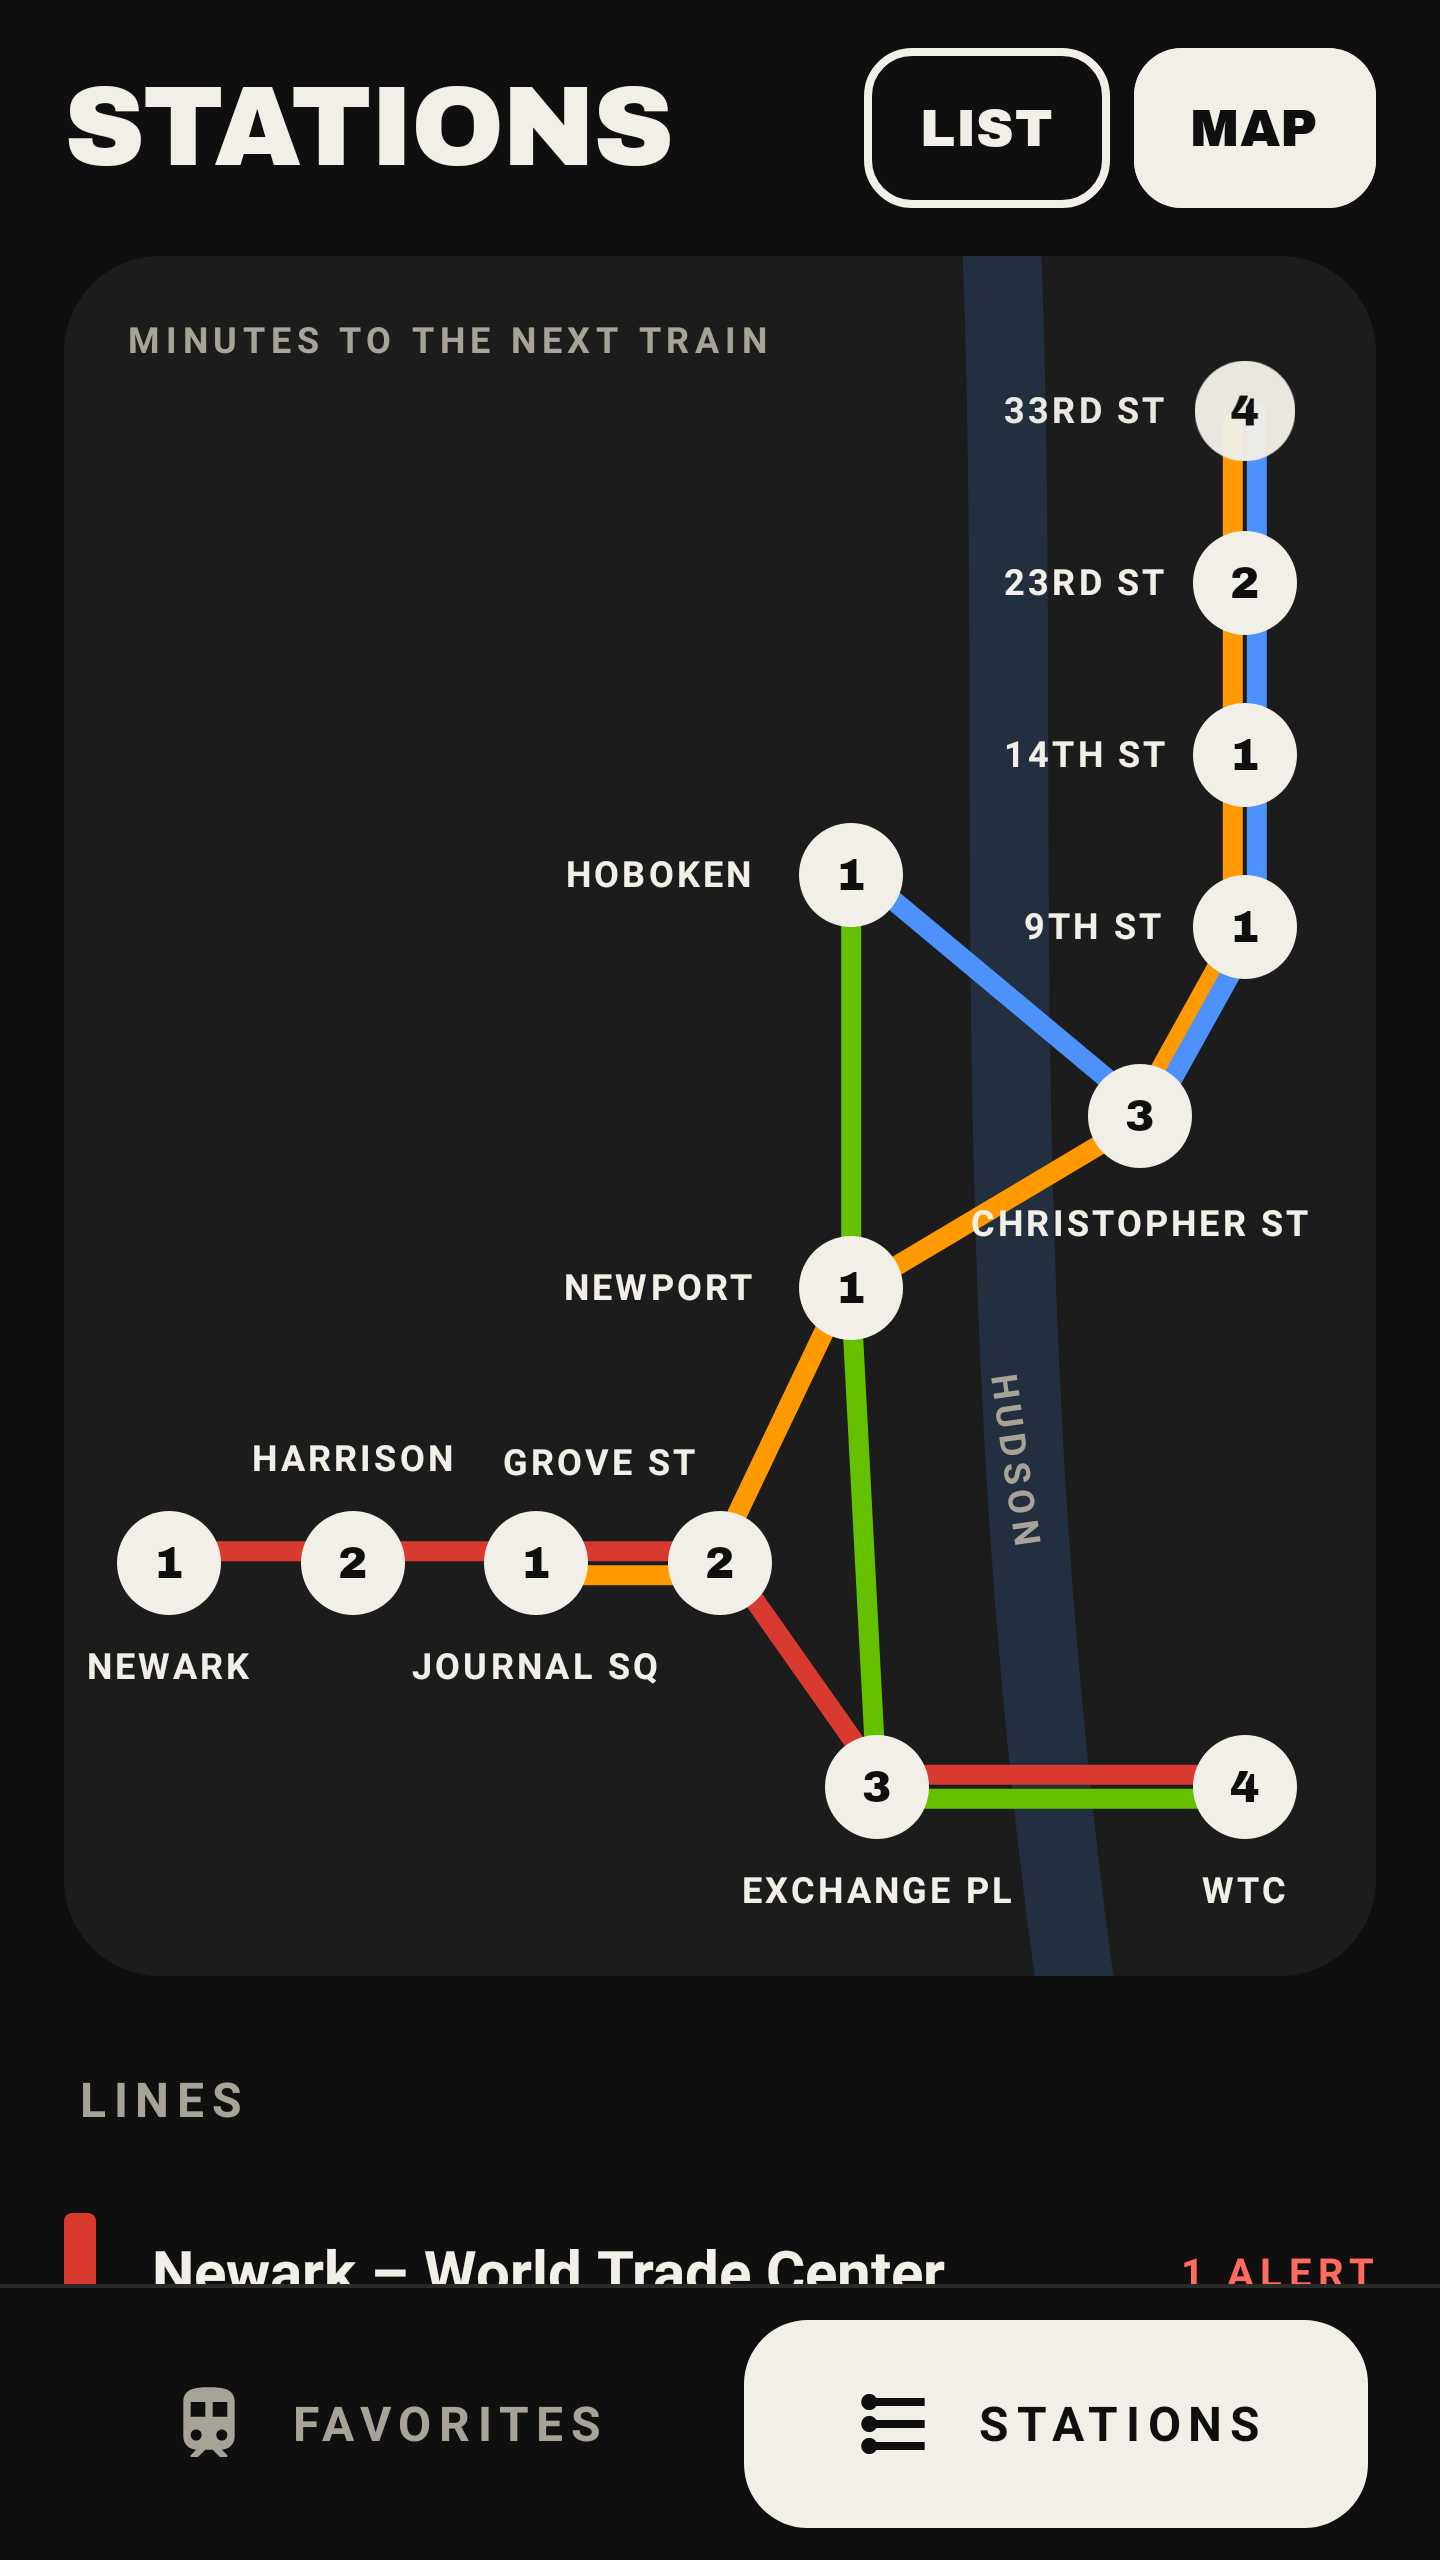 STATIONS
LIST
MAP
MINUTES TO THE NEXT TRAIN
33RD ST 4
23RD ST 2
14TH ST 1
HOBOKEN 1
9TH ST 1
3
CHRISTOPHER ST
NEWPORT 1
HUDSON
HARRISON GROVE ST
1 2 1 2
NEWARK JOURNAL SQ
3 4
EXCHANGE PL WTC
LINES
Newark – World Trade Center 1 ALERT
FAVORITES
STATIONS